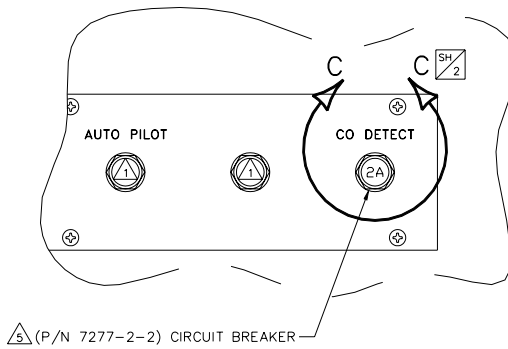 C
C
SH/2
AUTO PILOT
CO DETECT
1
1
2A
5 (P/N 7277-2-2) CIRCUIT BREAKER